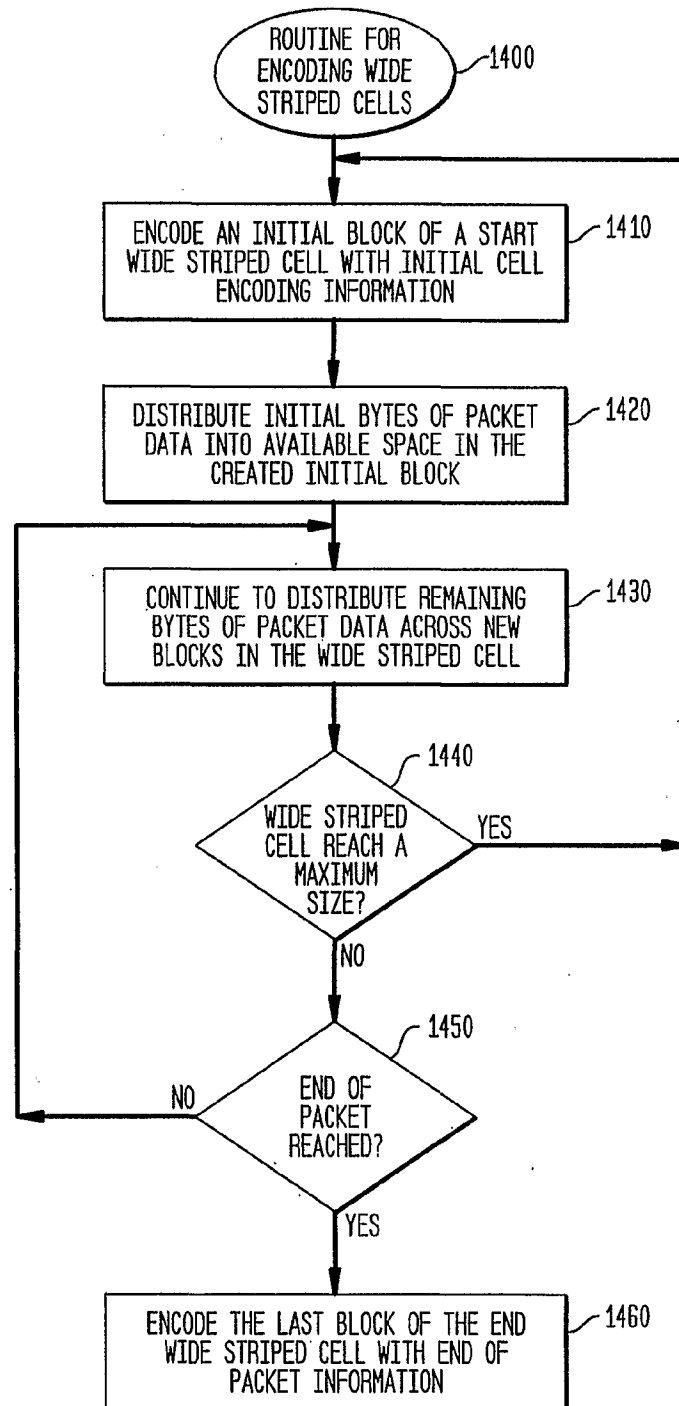 ROUTINE FOR
ENCODING WIDE
STRIPED CELLS
1400
ENCODE AN INITIAL BLOCK OF A START
WIDE STRIPED CELL WITH INITIAL CELL
ENCODING INFORMATION
1410
DISTRIBUTE INITIAL BYTES OF PACKET
DATA INTO AVAILABLE SPACE IN THE
CREATED INITIAL BLOCK
1420
CONTINUE TO DISTRIBUTE REMAINING
BYTES OF PACKET DATA ACROSS NEW
BLOCKS IN THE WIDE STRIPED CELL
1430
1440
WIDE STRIPED
CELL REACH A
MAXIMUM
SIZE?
YES
NO
1450
END OF
PACKET
REACHED?
NO
YES
ENCODE THE LAST BLOCK OF THE END
WIDE STRIPED CELL WITH END OF
PACKET INFORMATION
1460